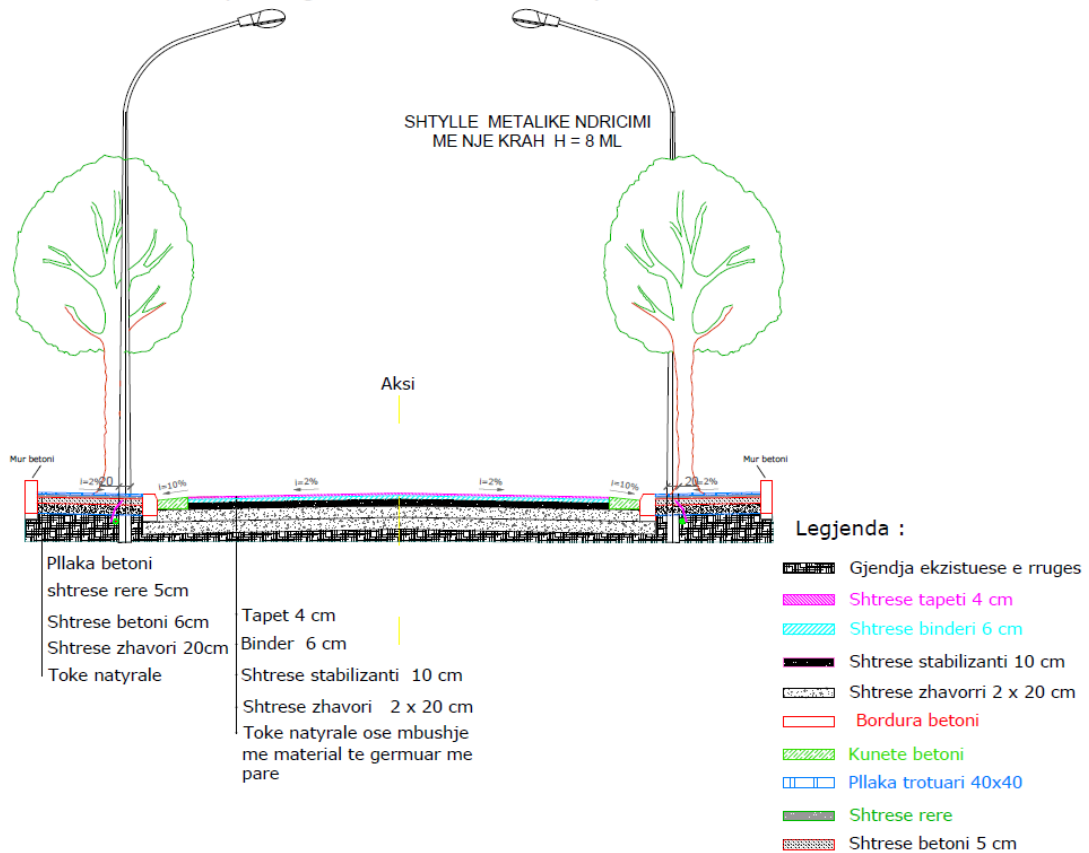 SHTYLLE METALIKE NDRICIMI
ME NJE KRAH H = 8 ML
Aksi
Mur betoni
Mur betoni
i=2%
20
i=10%
i=2%
i=2%
i=10%
20
i=2%
Pllaka betoni
shtrese rere 5cm
Shtrese betoni 6cm
Shtrese zhavori 20cm
Toke natyrale
Tapet 4 cm
Binder 6 cm
Shtrese stabilizanti 10 cm
Shtrese zhavori 2 x 20 cm
Toke natyrale ose mbushje
me material te germuar me
pare
Legjenda :
Gjendja ekzistuese e rruges
Shtrese tapeti 4 cm
Shtrese binderi 6 cm
Shtrese stabilizanti 10 cm
Shtrese zhavorri 2 x 20 cm
Bordura betoni
Kunete betoni
Pllaka trotuari 40x40
Shtrese rere
Shtrese betoni 5 cm